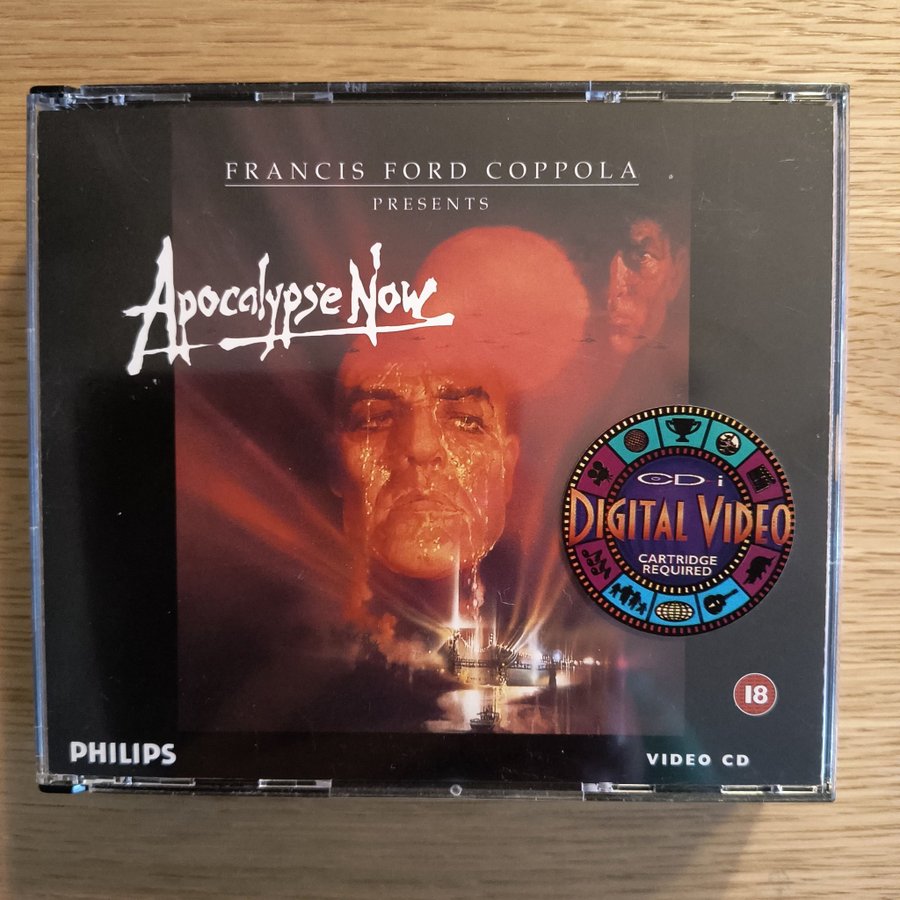 FRANCIS FORD COPPOLA
PRESENTS
Apocalypse Now
CD-i
DIGITAL VIDEO
CARTRIDGE
REQUIRED
18
PHILIPS
VIDEO CD